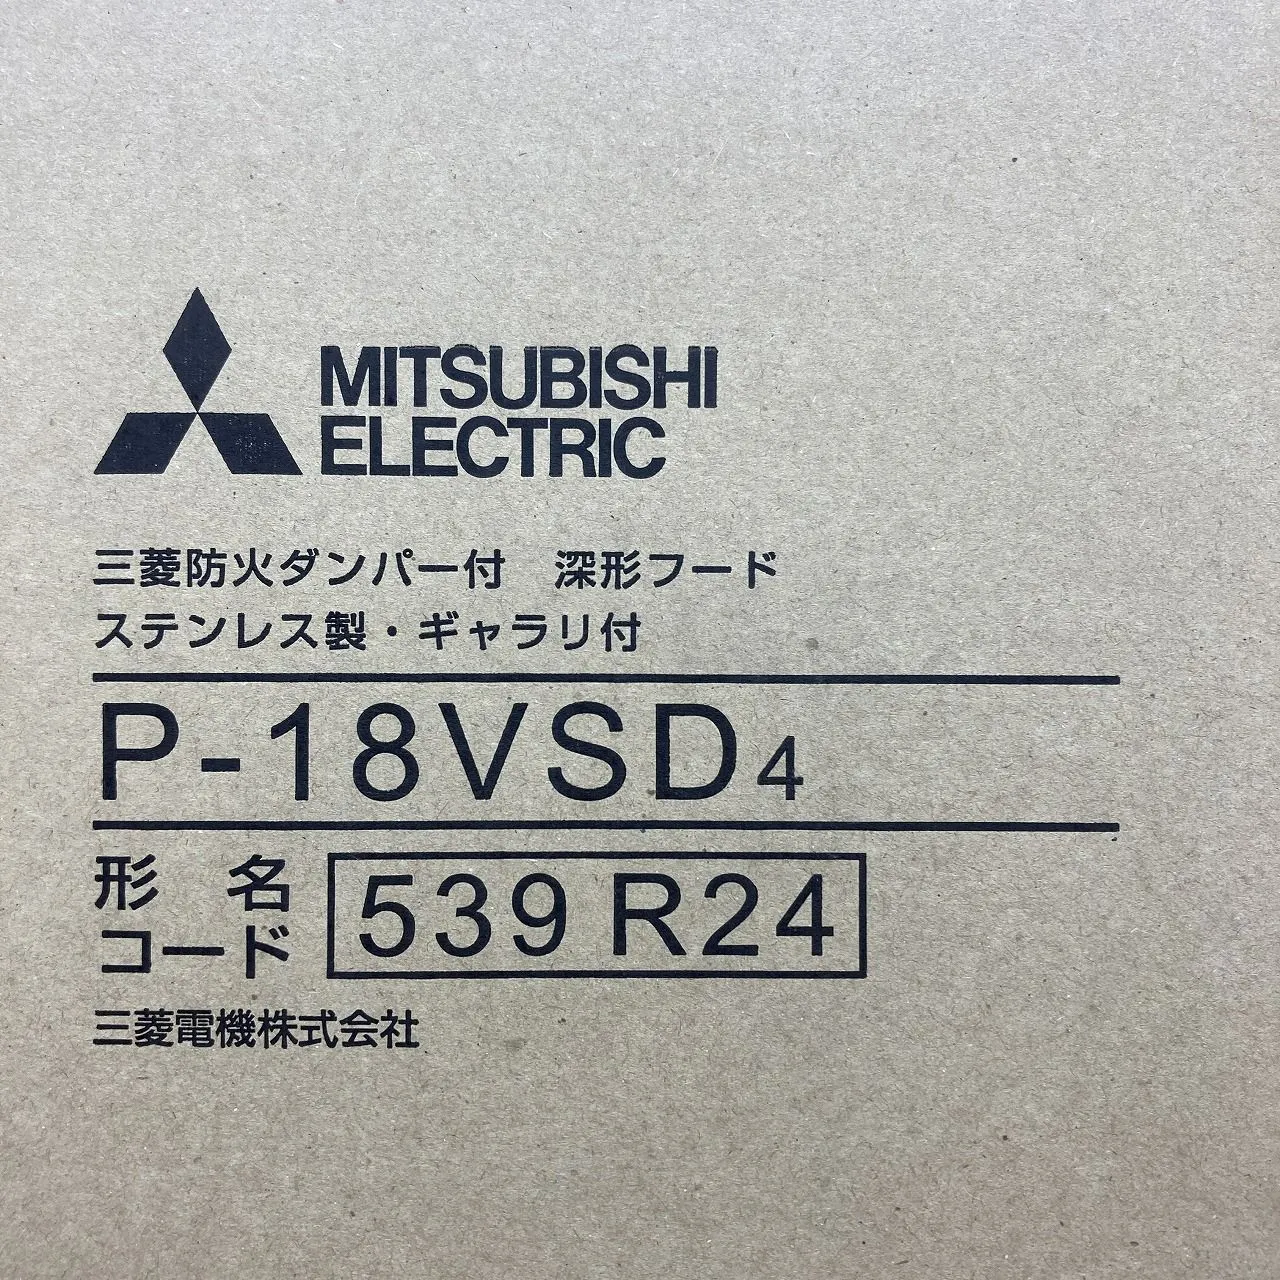 MITSUBISHI
ELECTRIC
三菱防火ダンパー付　深形フード
ステンレス製・ギャラリ付
P-18VSD4
形　名
コード
539R24
三菱電機株式会社